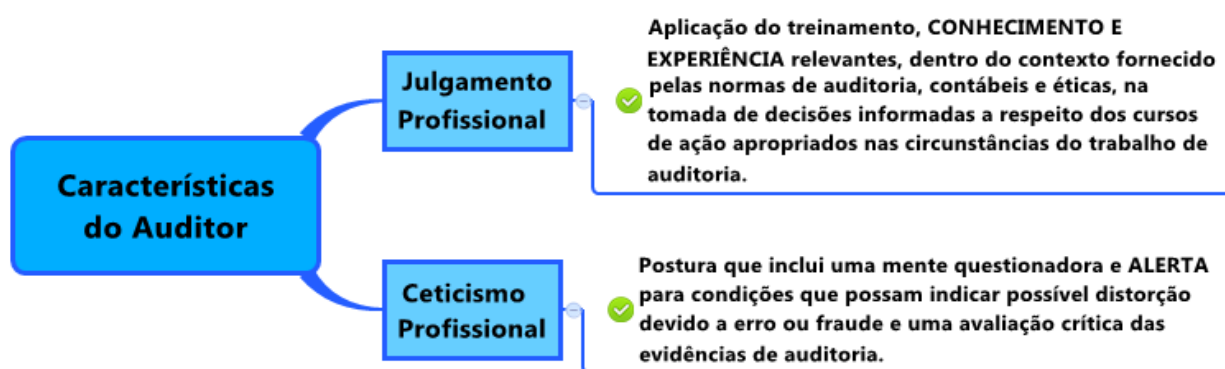 Características
do Auditor
Julgamento
Profissional
Aplicação do treinamento, CONHECIMENTO E
EXPERIÊNCIA relevantes, dentro do contexto fornecido
pelas normas de auditoria, contábeis e éticas, na
tomada de decisões informadas a respeito dos cursos
de ação apropriados nas circunstâncias do trabalho de
auditoria.
Ceticismo
Profissional
Postura que inclui uma mente questionadora e ALERTA
para condições que possam indicar possível distorção
devido a erro ou fraude e uma avaliação crítica das
evidências de auditoria.